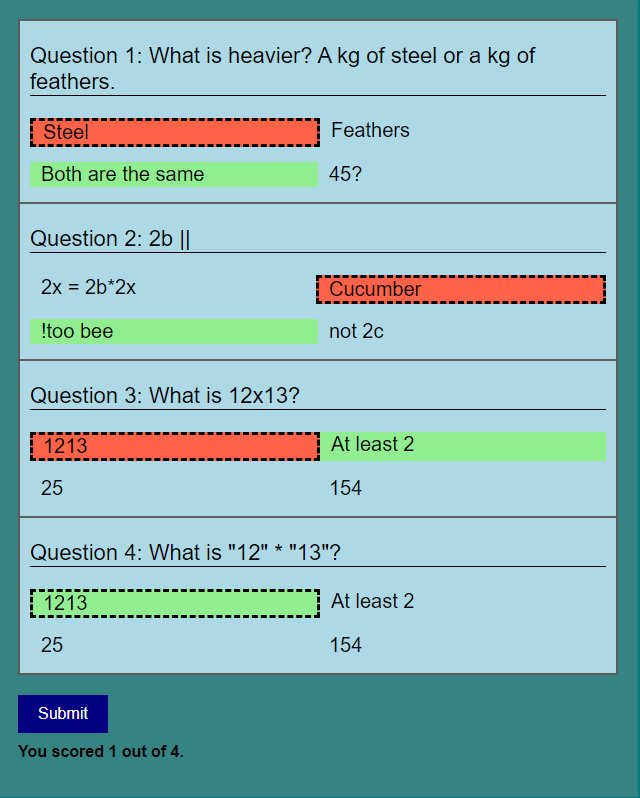 Question 1: What is heavier? A kg of steel or a kg of
feathers.
Steel
Feathers
Both are the same
45?
Question 2: 2b ||
2x = 2b*2x
Cucumber
!too bee
not 2c
Question 3: What is 12x13?
1213
At least 2
25
154
Question 4: What is "12" * "13"?
1213
At least 2
25
154
Submit
You scored 1 out of 4.